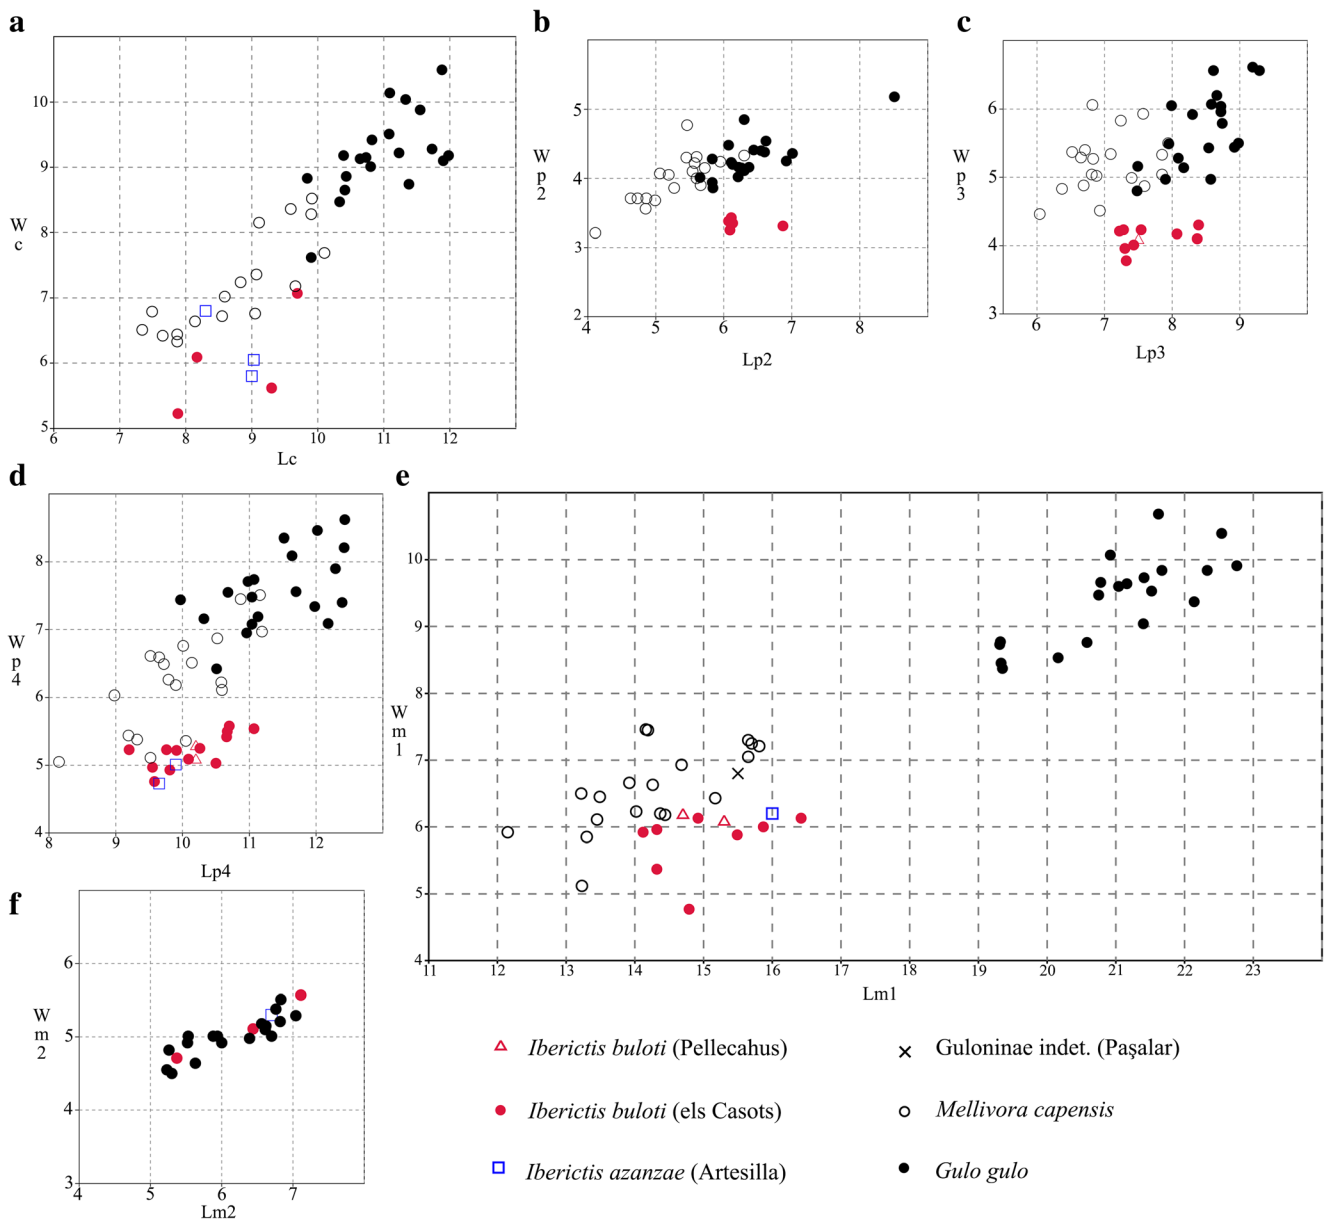 a
10
9
8
7
6
5
W
c
6 7 8 9 10 11 12
Lc
b
5
4
3
2
W
p
2
4 5 6 7 8
Lp2
c
6
5
4
3
W
p
3
6 7 8 9
Lp3
d
8
7
6
5
4
W
p
4
8 9 10 11 12
Lp4
e
10
9
8
7
6
5
4
W
m
1
11 12 13 14 15 16 17 18 19 20 21 22 23
Lm1
f
6
5
4
3
W
m
2
4 5 6 7
Lm2
Iberictis buloti (Pellecahus)
Iberictis buloti (els Casots)
Iberictis azanzae (Artesilla)
Guloninae indet. (Paşalar)
Mellivora capensis
Gulo gulo